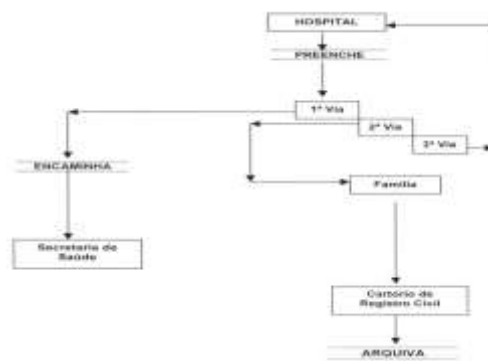 HOSPITAL
PREENCHE
1ª Via
2ª Via
3ª Via
ENCAMINHA
Família
Secretaria de
Saúde
Cartório de
Registro Civil
ARQUIVA